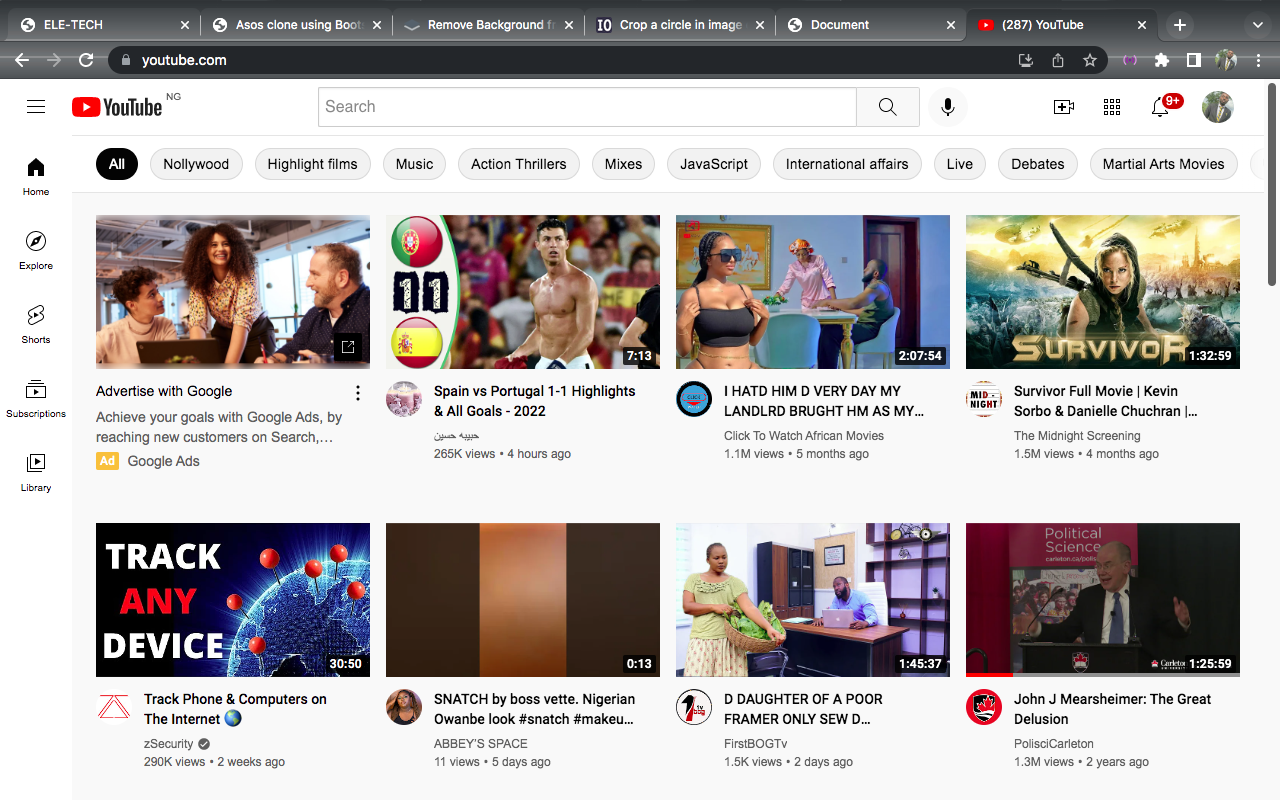 ELE-TECH
Asos clone using Boot
Remove Background fr
Crop a circle in image
Document
(287) YouTube
youtube.com
YouTube NG
Search
9+
All
Nollywood
Highlight films
Music
Action Thrillers
Mixes
JavaScript
International affairs
Live
Debates
Martial Arts Movies
Home
Explore
Shorts
Subscriptions
Library
11
7:13
2:07:54
SURVIVOR
1:32:59
Advertise with Google
Achieve your goals with Google Ads, by
reaching new customers on Search,…
Ad Google Ads
Spain vs Portugal 1-1 Highlights
& All Goals - 2022
حبيبه حسين
265K views • 4 hours ago
I HATD HIM D VERY DAY MY
LANDLRD BRUGHT HM AS MY…
Click To Watch African Movies
1.1M views • 5 months ago
MID
NIGHT
Survivor Full Movie | Kevin
Sorbo & Danielle Chuchran |…
The Midnight Screening
1.5M views • 4 months ago
TRACK
ANY
DEVICE
30:50
0:13
1:45:37
Political
Science
carleton.ca/polis
Carleton
UNIVERSITY
1:25:59
Track Phone & Computers on
The Internet 🌎
zSecurity
290K views • 2 weeks ago
SNATCH by boss vette. Nigerian
Owanbe look #snatch #makeu…
ABBEY'S SPACE
11 views • 5 days ago
D DAUGHTER OF A POOR
FRAMER ONLY SEW D…
FirstBOGTv
1.5K views • 2 days ago
John J Mearsheimer: The Great
Delusion
PolisciCarleton
1.3M views • 2 years ago